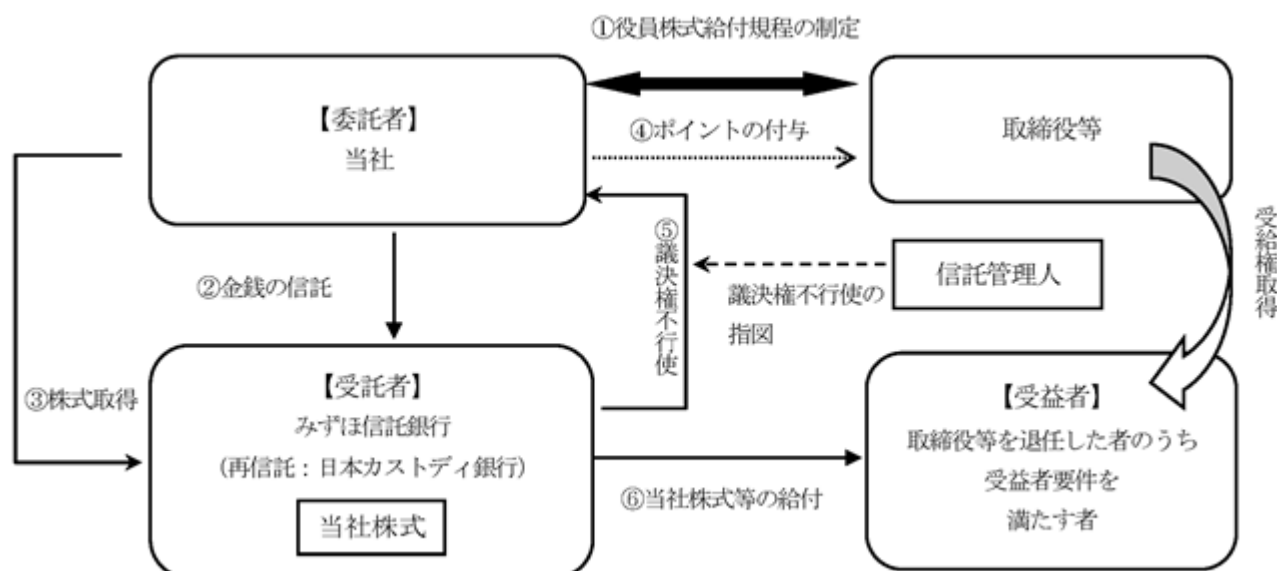 ①役員株式給付規程の制定
【委託者】
当社
④ポイントの付与
取締役等
受給権取得
②金銭の信託
⑤議決権不行使
議決権不行使の
指図
信託管理人
③株式取得
【受託者】
みずほ信託銀行
(再信託:日本カストディ銀行)
当社株式
⑥当社株式等の給付
【受益者】
取締役等を退任した者のうち
受益者要件を
満たす者